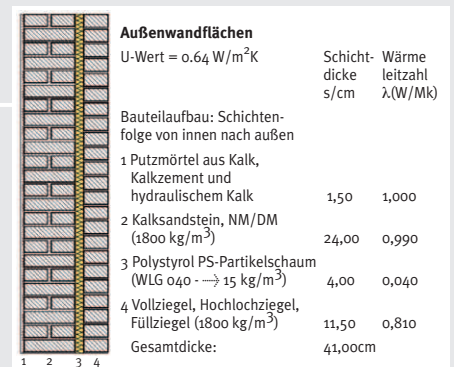 Außenwandflächen
U-Wert = 0.64 W/m²K
Schicht- Wärme
dicke leitzahl
s/cm λ(W/Mk)
Bauteilaufbau: Schichten-
folge von innen nach außen
1 Putzmörtel aus Kalk,
Kalkzement und
hydraulischem Kalk 1,50 1,000
2 Kalksandstein, NM/DM
(1800 kg/m³) 24,00 0,990
3 Polystyrol PS-Partikelschaum
(WLG 040 - ---> 15 kg/m³) 4,00 0,040
4 Vollziegel, Hochlochziegel,
Füllziegel (1800 kg/m³) 11,50 0,810
Gesamtdicke: 41,00cm
1 2 3 4